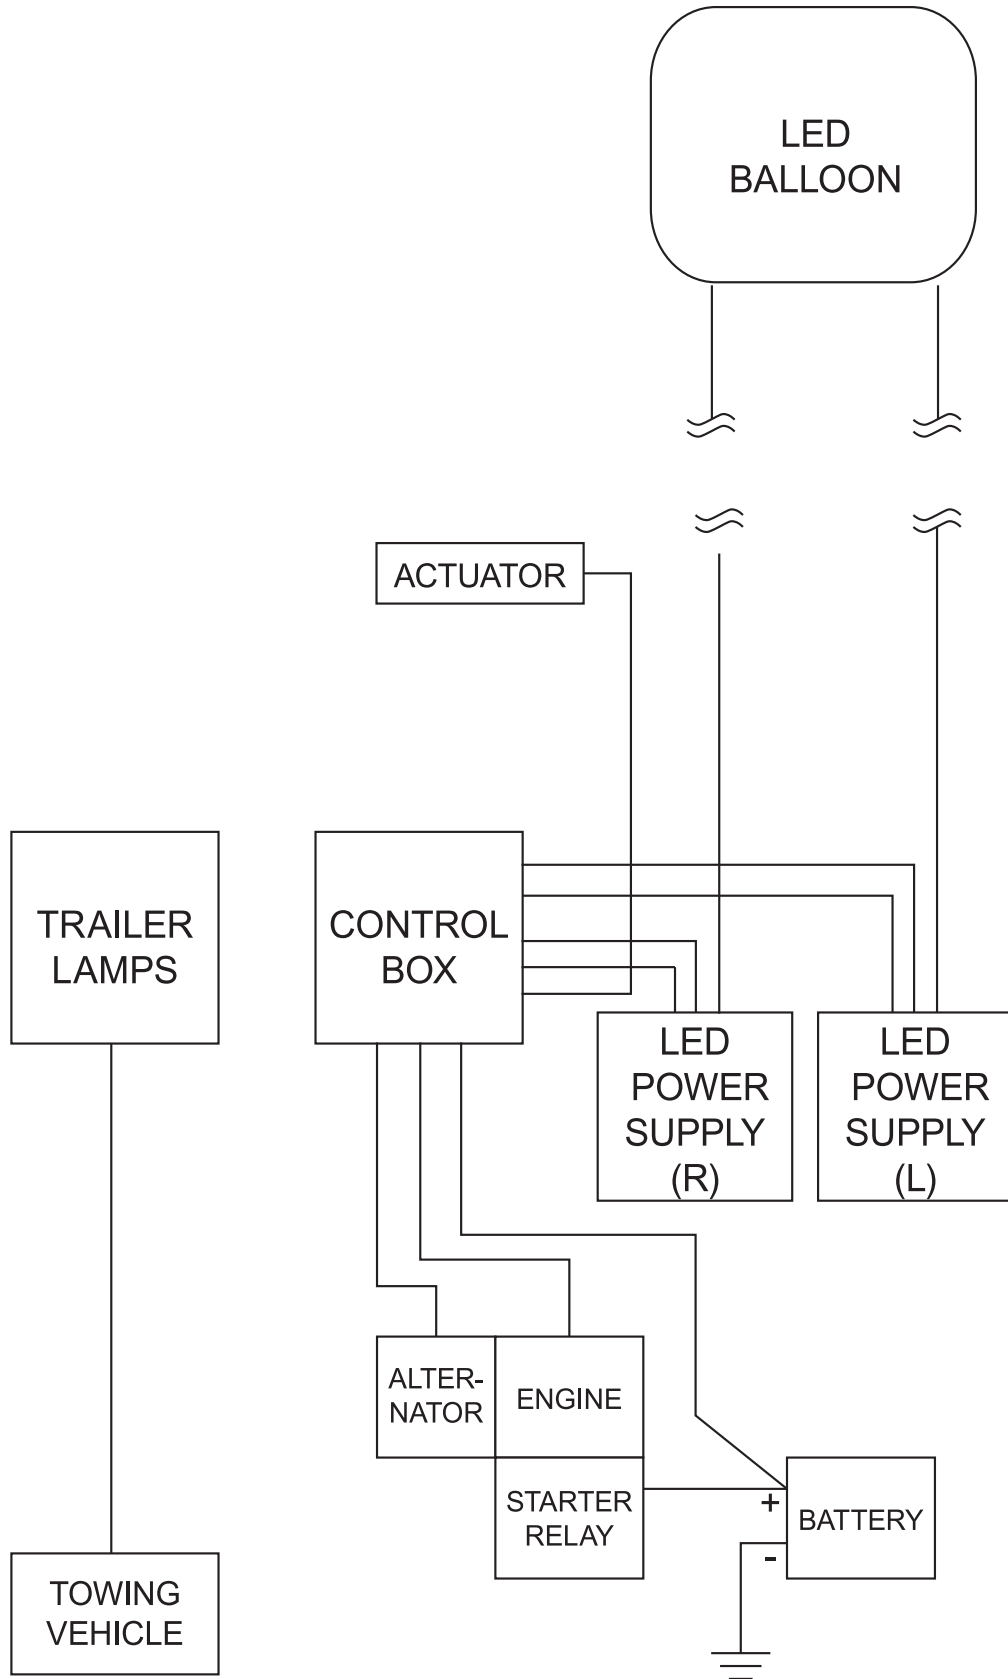 LED
BALLOON
ACTUATOR
TRAILER
LAMPS
CONTROL
BOX
LED
POWER
SUPPLY
(R)
LED
POWER
SUPPLY
(L)
ALTER-
NATOR
ENGINE
STARTER
RELAY
+
-
BATTERY
TOWING
VEHICLE